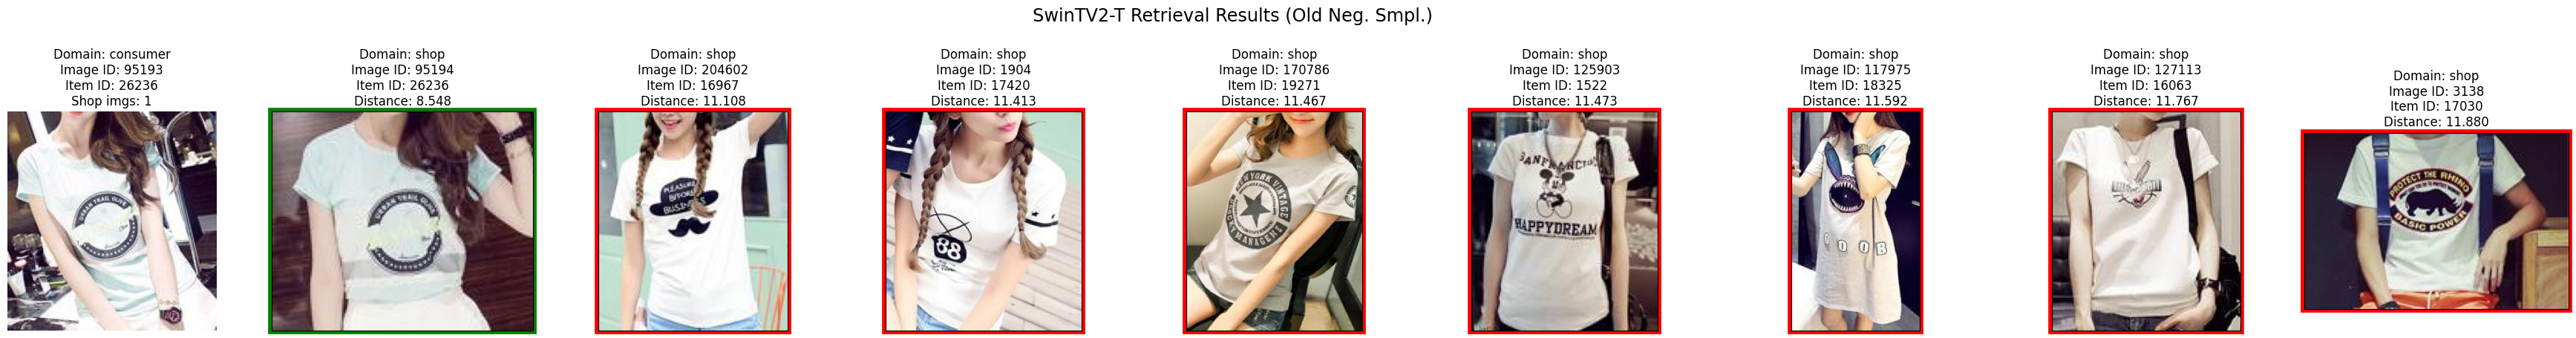 SwinTV2-T Retrieval Results (Old Neg. Smpl.)
Domain: consumer
Image ID: 95193
Item ID: 26236
Shop imgs: 1
Domain: shop
Image ID: 95194
Item ID: 26236
Distance: 8.548
Domain: shop
Image ID: 204602
Item ID: 16967
Distance: 11.108
Domain: shop
Image ID: 1904
Item ID: 17420
Distance: 11.413
Domain: shop
Image ID: 170786
Item ID: 19271
Distance: 11.467
Domain: shop
Image ID: 125903
Item ID: 1522
Distance: 11.473
Domain: shop
Image ID: 117975
Item ID: 18325
Distance: 11.592
Domain: shop
Image ID: 127113
Item ID: 16063
Distance: 11.767
Domain: shop
Image ID: 3138
Item ID: 17030
Distance: 11.880
URBAN TRAIL OLIVE
URBAN TRAIL OLIVE
PLEASURE
BEFORE
BUSINESS
88
NEW YORK VINTAGE
SANFRANCI
HAPPYDREAM
PROTECT THE RHINO
BASIC POWER